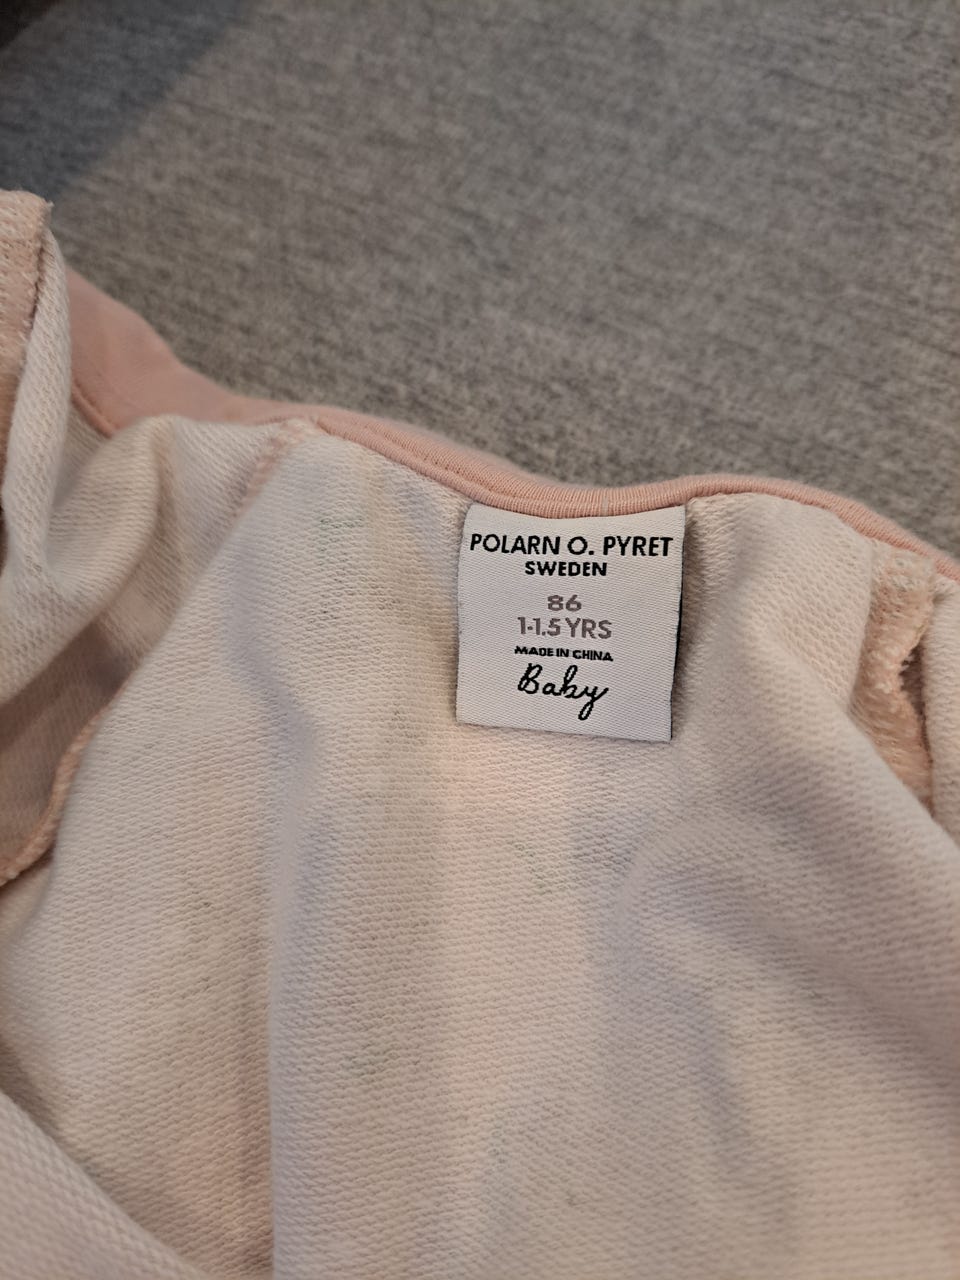 POLARN O. PYRET
SWEDEN
86
1-1.5 YRS
MADE IN CHINA
Baby